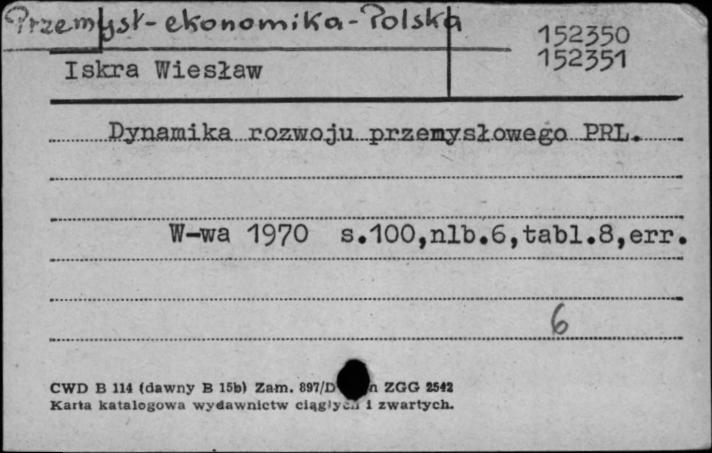 Przemysł-ekonomika-Polska
152350
152351
Iskra Wiesław
Dynamika rozwoju przemysłowego PRL.
W-wa 1970 s.100,nlb.6,tabl.8,err.
6
CWD B 114 (dawny B 15b) Zam. 897/D ZGG 2542
Karta katalogowa wydawnictw ciągłych i zwartych.